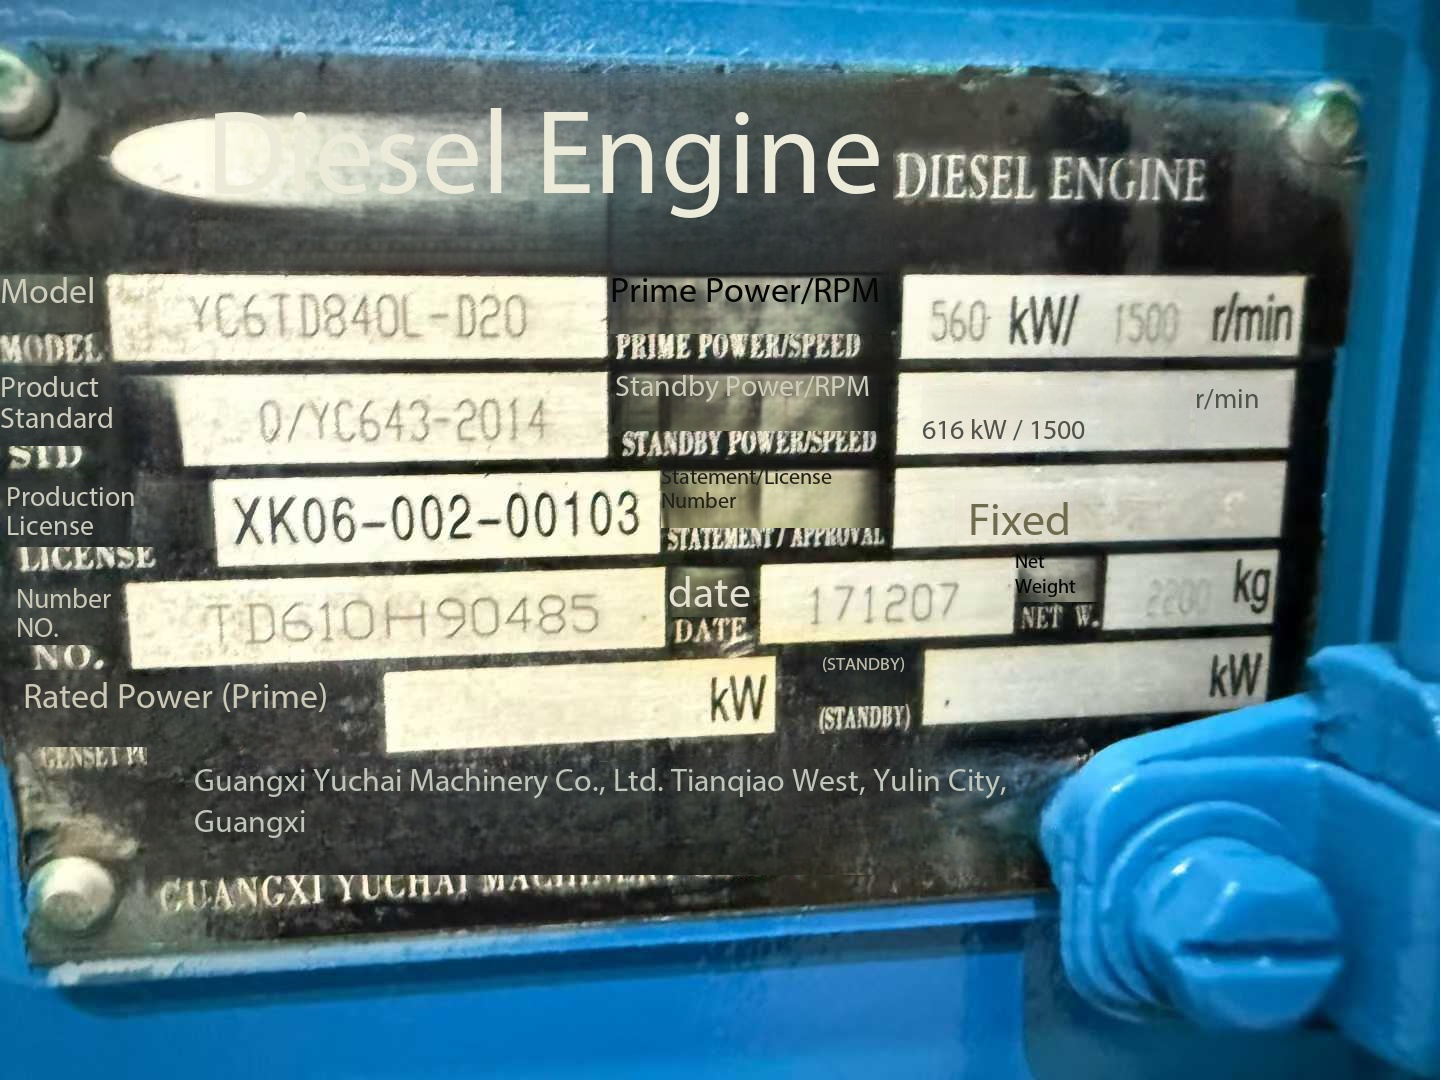 Diesel Engine DIESEL ENGINE
Model YC6TD840L-D20 Prime Power/RPM 560 kW/ 1500 r/min
MODEL PRIME POWER/SPEED
Product Standard Q/YC643-2014 Standby Power/RPM 616 kW / 1500 r/min
STD STANDBY POWER/SPEED
Production License XK06-002-00103 Statement/License Number Fixed
LICENSE STATEMENT / APPROVAL
Number NO. TD610H90485 date 171207 Net Weight 2200 kg
NO. DATE NET W.
Rated Power (Prime) kW (STANDBY) kW
GENSET (STANDBY)
Guangxi Yuchai Machinery Co., Ltd. Tianqiao West, Yulin City,
Guangxi
GUANGXI YUCHAI MACHINERY